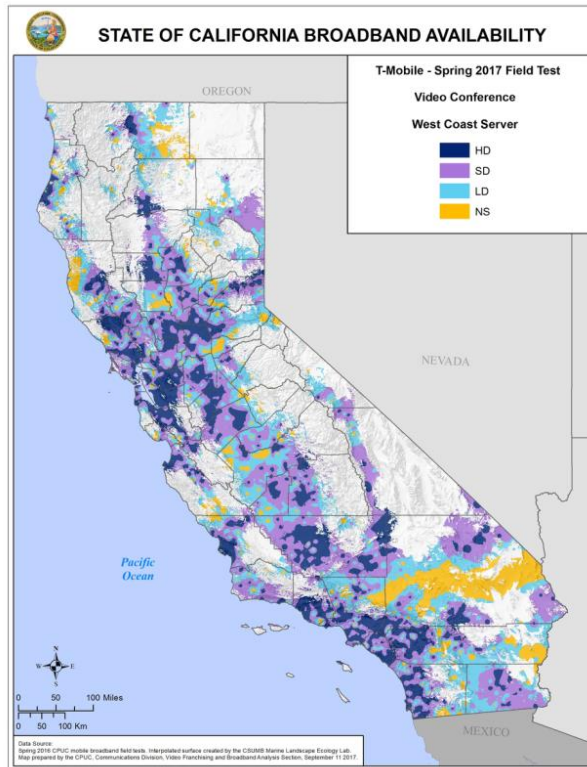 STATE OF CALIFORNIA BROADBAND AVAILABILITY
T-Mobile - Spring 2017 Field Test
Video Conference
West Coast Server
HD
SD
LD
NS
OREGON
NEVADA
Pacific
Ocean
N
W
E
S
0 50 100 Miles
0 50 100 Km
MEXICO
Data Source:
Spring 2016 CPUC mobile broadband field tests. Interpolated surface created by the CSUMB Marine Landscape Ecology Lab.
Map prepared by the CPUC, Communications Division, Video Franchising and Broadband Analysis Section, September 11 2017.